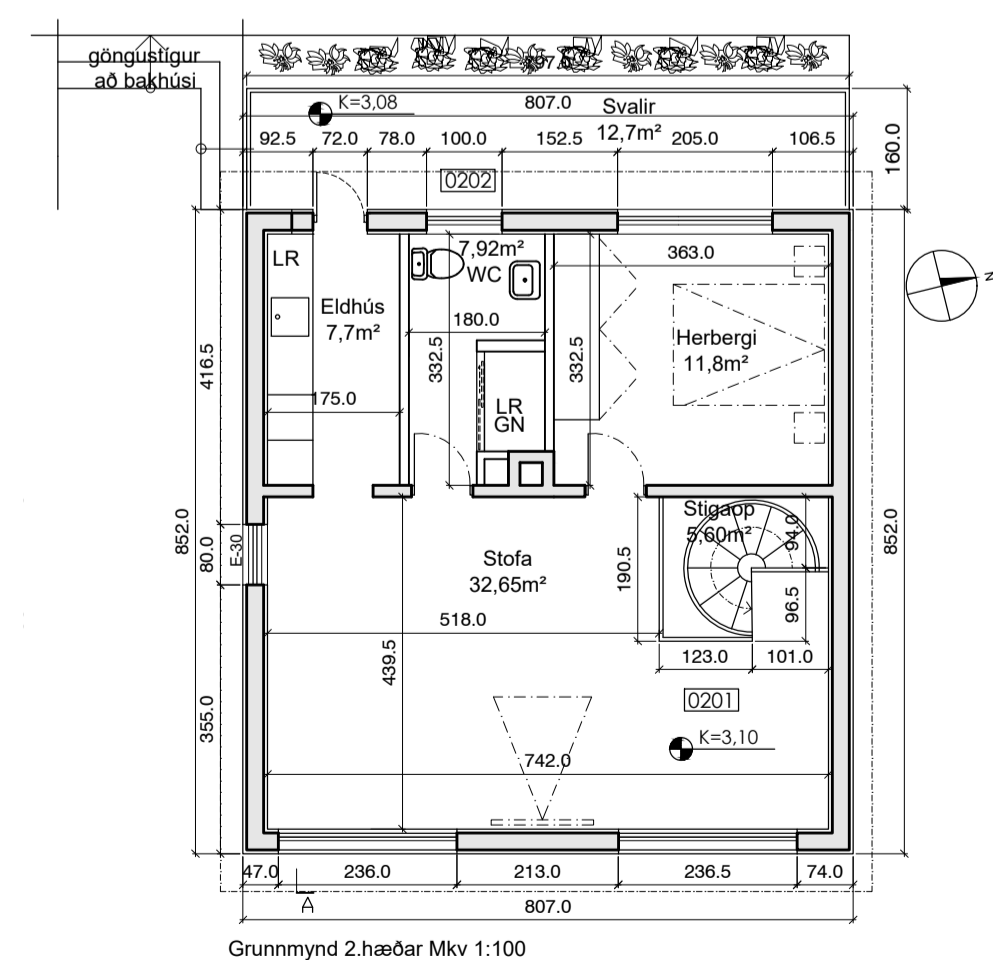 göngustígur
að bakhúsi
K=3,08
807.0
Svalir
12,7m²
92.5
72.0
78.0
100.0
152.5
205.0
106.5
160.0
0202
LR
7,92m²
WC
363.0
N
Eldhús
7,7m²
180.0
Herbergi
11,8m²
416.5
332.5
332.5
175.0
LR
GN
852.0
80.0
E-30
Stofa
32,65m²
190.5
Stigaop
5,60m²
94.0
852.0
96.5
518.0
439.5
123.0
101.0
355.0
0201
K=3,10
742.0
47.0
236.0
213.0
236.5
74.0
A
807.0
Grunnmynd 2.hæðar Mkv 1:100